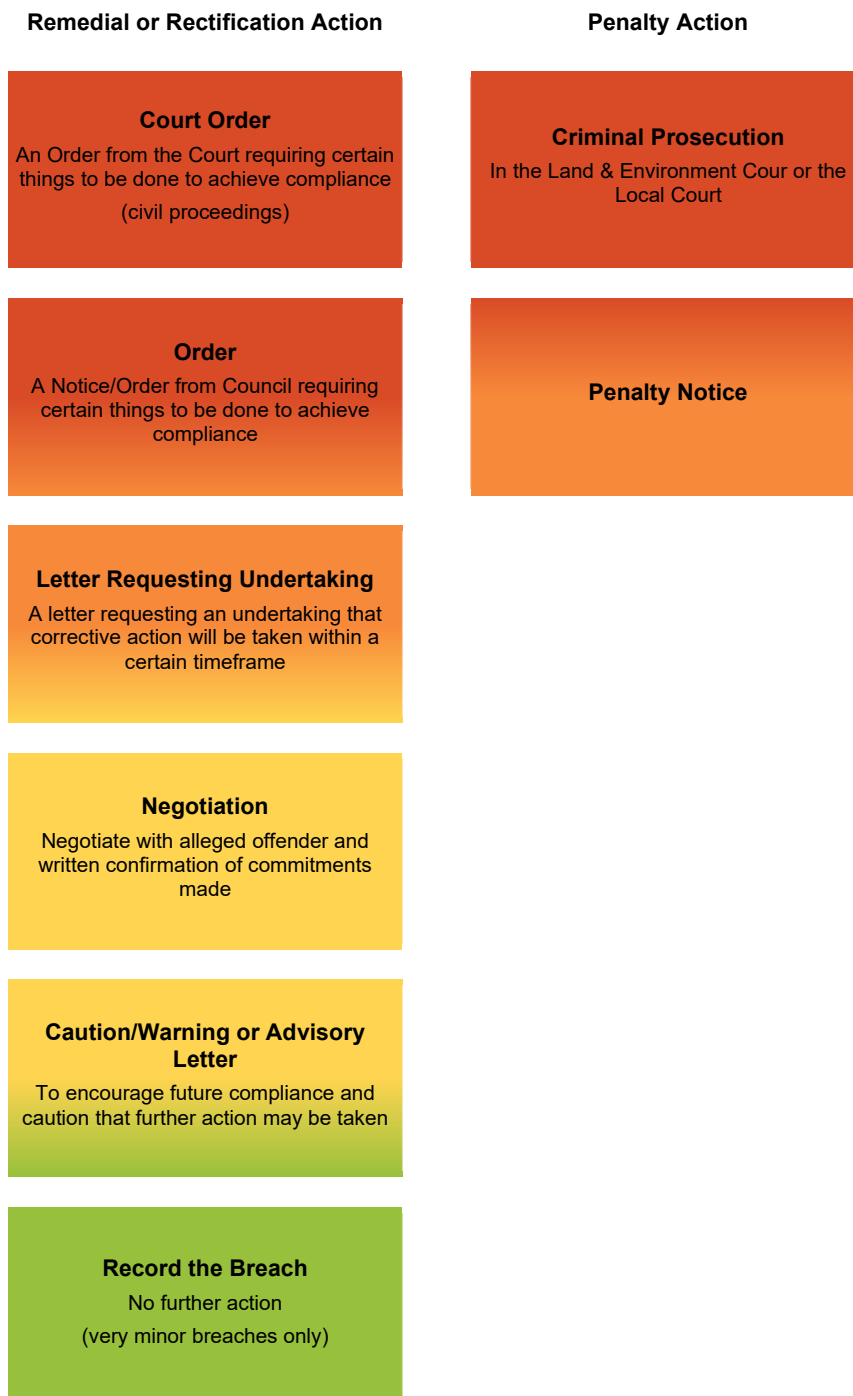 Remedial or Rectification Action
Penalty Action
Court Order
An Order from the Court requiring certain
things to be done to achieve compliance
(civil proceedings)
Criminal Prosecution
In the Land & Environment Cour or the
Local Court
Order
A Notice/Order from Council requiring
certain things to be done to achieve
compliance
Penalty Notice
Letter Requesting Undertaking
A letter requesting an undertaking that
corrective action will be taken within a
certain timeframe
Negotiation
Negotiate with alleged offender and
written confirmation of commitments
made
Caution/Warning or Advisory
Letter
To encourage future compliance and
caution that further action may be taken
Record the Breach
No further action
(very minor breaches only)